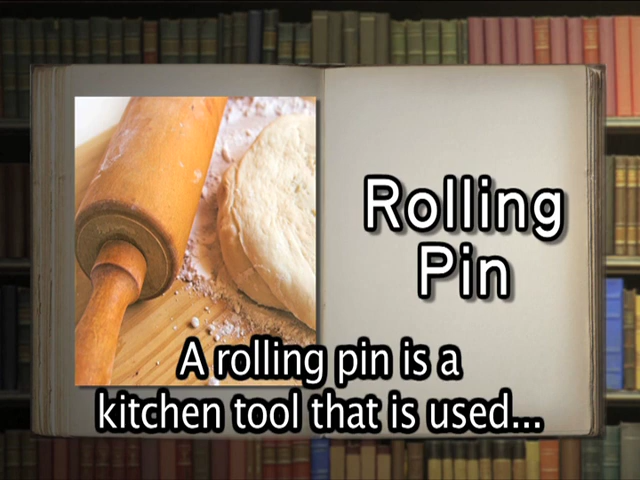 Rolling
Pin
A rolling pin is a
kitchen tool that is used...